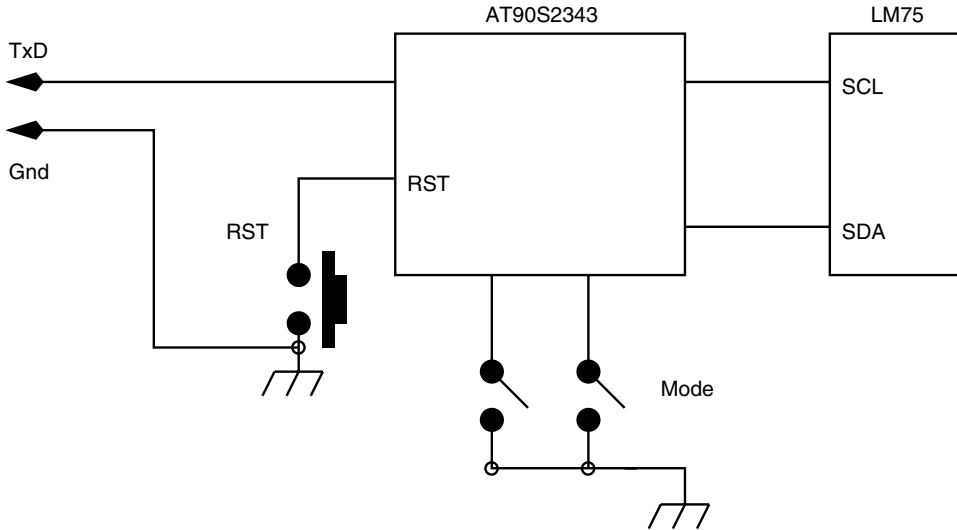 AT90S2343
LM75
TxD
SCL
Gnd
RST
RST
SDA
Mode